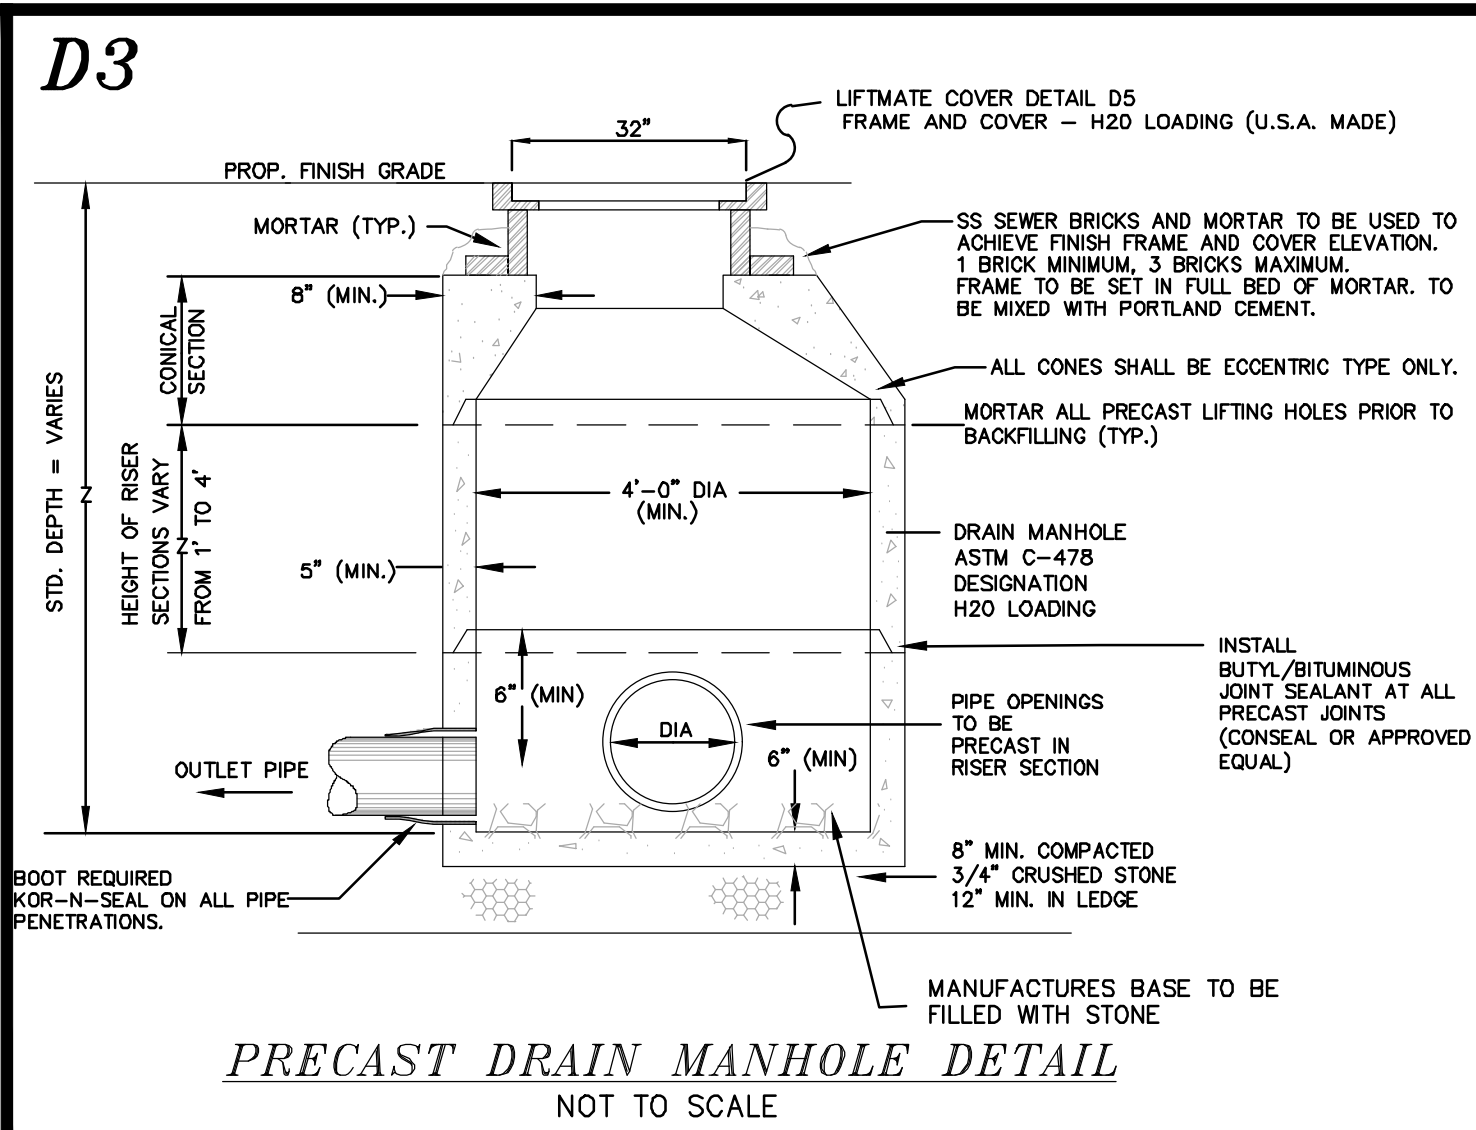 D3
LIFTMATE COVER DETAIL D5
FRAME AND COVER – H20 LOADING (U.S.A. MADE)
32"
PROP. FINISH GRADE
MORTAR (TYP.)
SS SEWER BRICKS AND MORTAR TO BE USED TO
ACHIEVE FINISH FRAME AND COVER ELEVATION.
1 BRICK MINIMUM, 3 BRICKS MAXIMUM.
FRAME TO BE SET IN FULL BED OF MORTAR. TO
BE MIXED WITH PORTLAND CEMENT.
8" (MIN.)
CONICAL
SECTION
ALL CONES SHALL BE ECCENTRIC TYPE ONLY.
MORTAR ALL PRECAST LIFTING HOLES PRIOR TO
BACKFILLING (TYP.)
STD. DEPTH = VARIES
Z
HEIGHT OF RISER
SECTIONS VARY
FROM 1' TO 4'
Z
4'-0" DIA
(MIN.)
DRAIN MANHOLE
ASTM C-478
DESIGNATION
H20 LOADING
5" (MIN.)
INSTALL
BUTYL/BITUMINOUS
JOINT SEALANT AT ALL
PRECAST JOINTS
(CONSEAL OR APPROVED
EQUAL)
6" (MIN)
PIPE OPENINGS
TO BE
PRECAST IN
RISER SECTION
DIA
6" (MIN)
OUTLET PIPE
8" MIN. COMPACTED
3/4" CRUSHED STONE
12" MIN. IN LEDGE
BOOT REQUIRED
KOR-N-SEAL ON ALL PIPE
PENETRATIONS.
MANUFACTURES BASE TO BE
FILLED WITH STONE
PRECAST DRAIN MANHOLE DETAIL
NOT TO SCALE